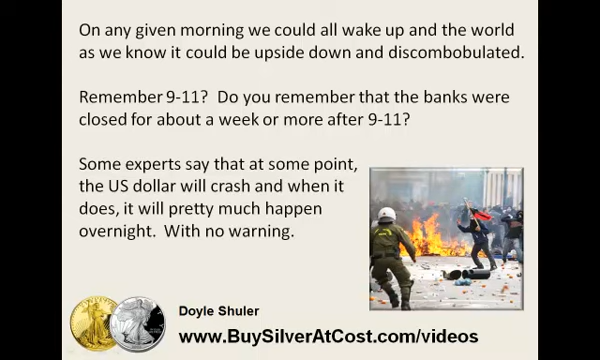 On any given morning we could all wake up and the world
as we know it could be upside down and discombobulated.
Remember 9-11?  Do you remember that the banks were
closed for about a week or more after 9-11?
Some experts say that at some point,
the US dollar will crash and when it
does, it will pretty much happen
overnight.  With no warning.
Doyle Shuler
www.BuySilverAtCost.com/videos